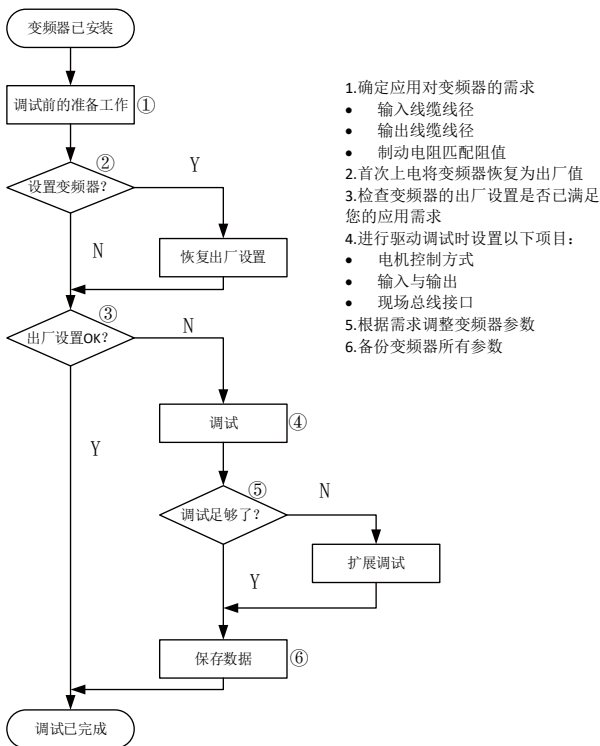 变频器已安装
调试前的准备工作 ①
②
设置变频器？
Y
N
恢复出厂设置
③
出厂设置OK？
N
Y
调试 ④
⑤
调试足够了？
N
扩展调试
Y
保存数据 ⑥
调试已完成
1.确定应用对变频器的需求
• 输入线缆线径
• 输出线缆线径
• 制动电阻匹配阻值
2.首次上电将变频器恢复为出厂值
3.检查变频器的出厂设置是否已满足
您的应用需求
4.进行驱动调试时设置以下项目：
• 电机控制方式
• 输入与输出
• 现场总线接口
5.根据需求调整变频器参数
6.备份变频器所有参数